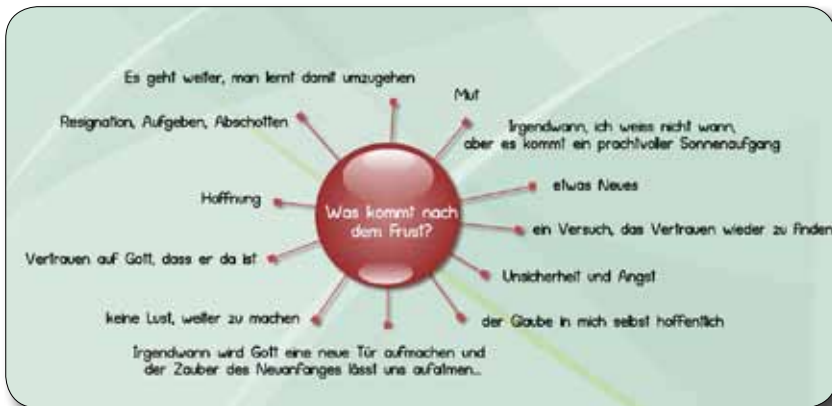 Es geht weiter, man lernt damit umzugehen
Mut
Resignation, Aufgeben, Abschotten
Irgendwann, ich weiss nicht wann,
aber es kommt ein prachtvoller Sonnenaufgang
Hoffnung
etwas Neues
Was kommt nach
dem Frust?
ein Versuch, das Vertrauen wieder zu finden
Vertrauen auf Gott, dass er da ist
Unsicherheit und Angst
keine Lust, weiter zu machen
der Glaube in mich selbst hoffentlich
Irgendwann wird Gott eine neue Tür aufmachen und
der Zauber des Neuanfanges lässt uns aufatmen...